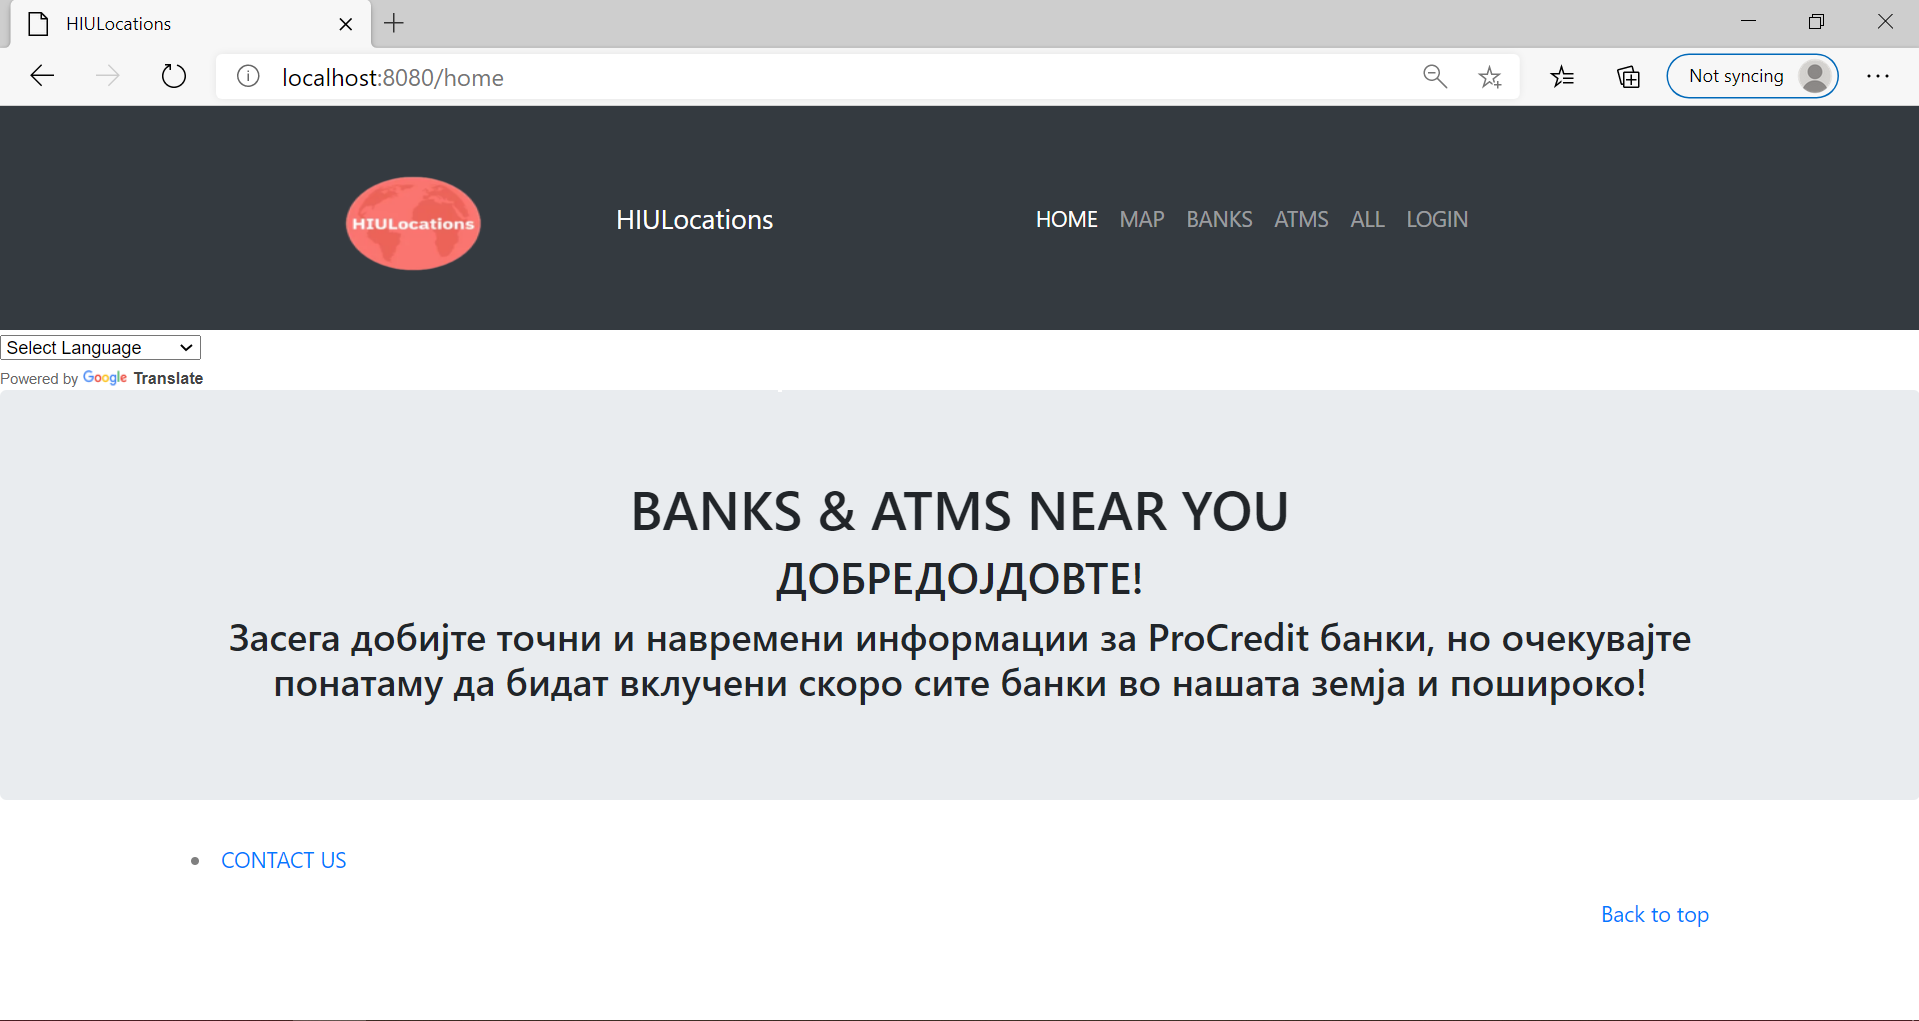 HIULocations
localhost:8080/home
Not syncing
HIULocations
HIULocations
HOME MAP BANKS ATMS ALL LOGIN
Select Language
Powered by Google Translate
BANKS & ATMS NEAR YOU
ДОБРЕДОЈДОВТЕ!
Засега добијте точни и навремени информации за ProCredit банки, но очекувајте
понатаму да бидат вклучени скоро сите банки во нашата земја и пошироко!
CONTACT US
Back to top